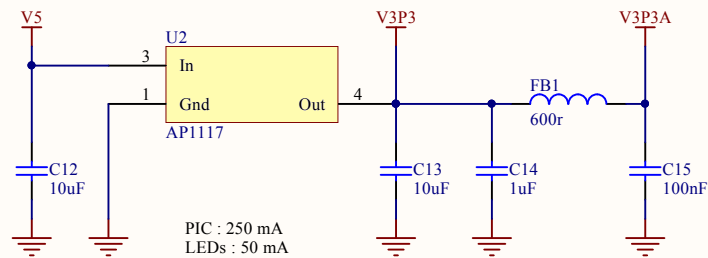 V5
U2
V3P3
V3P3A
3
In
1
Gnd
Out
4
AP1117
FB1
600r
C12
10uF
C13
10uF
C14
1uF
C15
100nF
PIC : 250 mA
LEDs : 50 mA